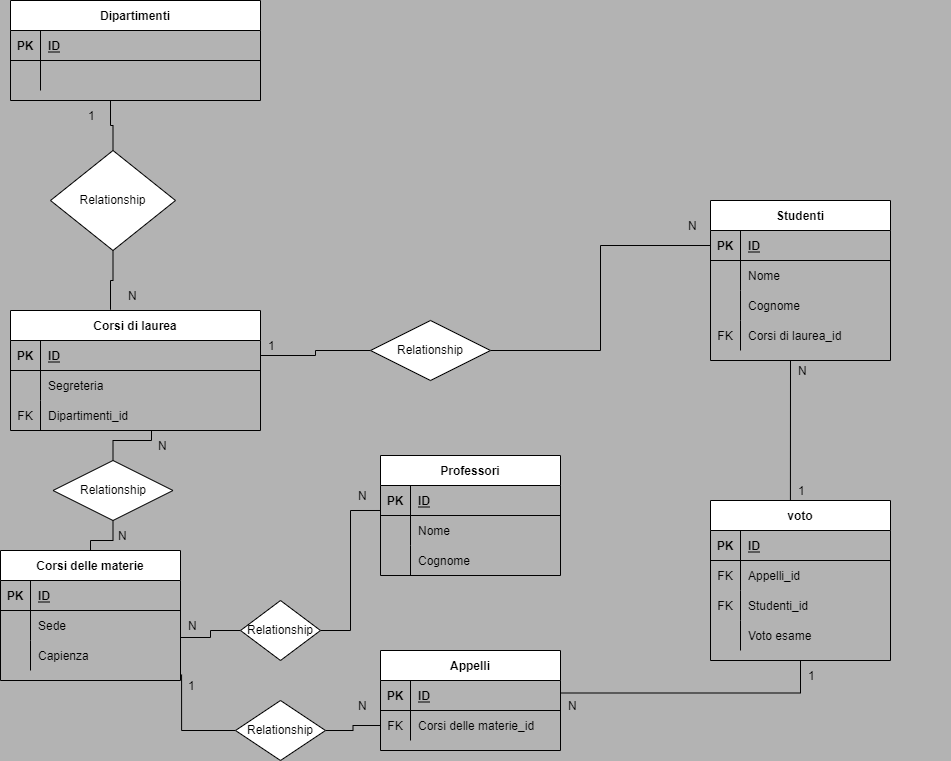 Dipartimenti
PK ID
1
Relationship
N
Corsi di laurea
PK ID
Segreteria
FK Dipartimenti_id
1
Relationship
N
Studenti
PK ID
Nome
Cognome
FK Corsi di laurea_id
N
1
N
Relationship
N
Corsi delle materie
PK ID
Sede
Capienza
N
Relationship
N
Professori
PK ID
Nome
Cognome
1
Relationship
N
Appelli
PK ID
FK Corsi delle materie_id
N
voto
PK ID
FK Appelli_id
FK Studenti_id
Voto esame
1